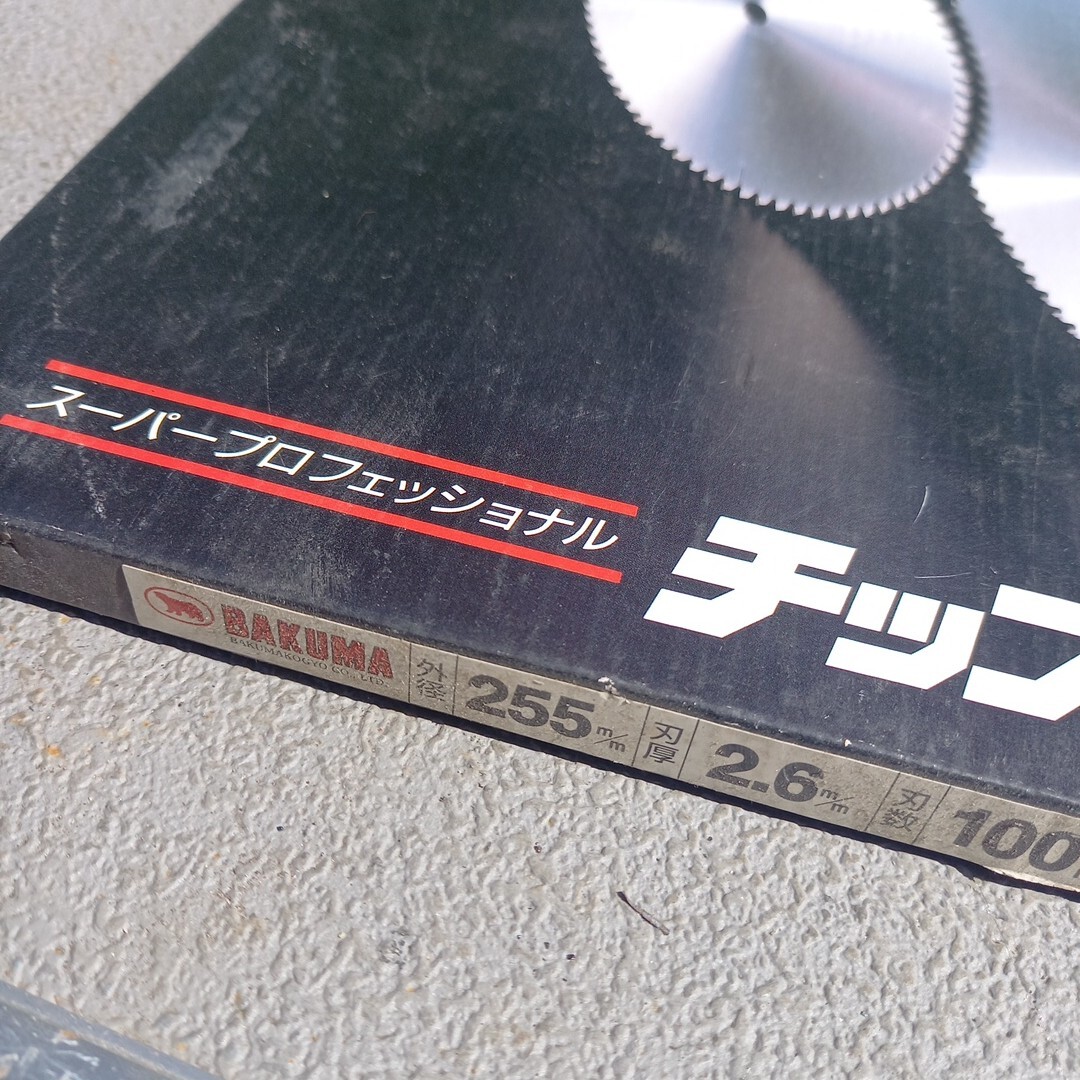 スーパープロフェッショナル
チップ
BAKUMA
BAKUMAKOGYO CO., LTD.
外径 255m/m 刃厚 2.6m/m 刃数 100